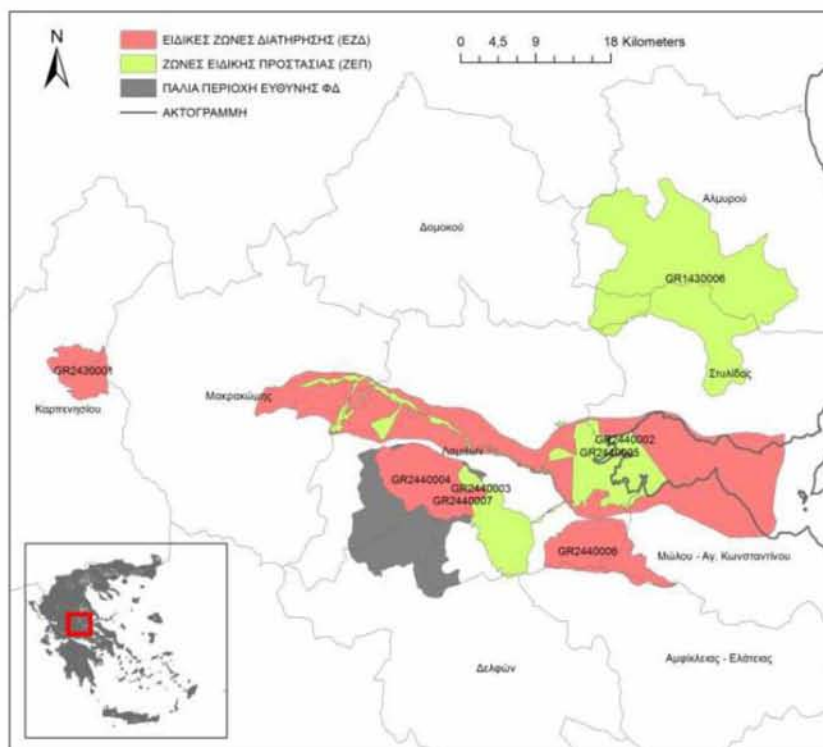 N
ΕΙΔΙΚΕΣ ΖΩΝΕΣ ΔΙΑΤΗΡΗΣΗΣ (ΕΖΔ)
ΖΩΝΕΣ ΕΙΔΙΚΗΣ ΠΡΟΣΤΑΣΙΑΣ (ΖΕΠ)
ΠΑΛΙΑ ΠΕΡΙΟΧΗ ΕΥΘΥΝΗΣ ΦΔ
ΑΚΤΟΓΡΑΜΜΗ
0 4,5 9 18 Kilometers
Αλμυρού
Δομοκού
GR1430006
GR2430001
Στυλίδας
Μακρακώμης
Καρπενησίου
GR2440002
Λαμιέων
GR2440005
GR2440004
GR2440003
GR2440007
GR2440006
Μώλου - Αγ. Κωνσταντίνου
Δελφών
Αμφίκλειας - Ελάτειας